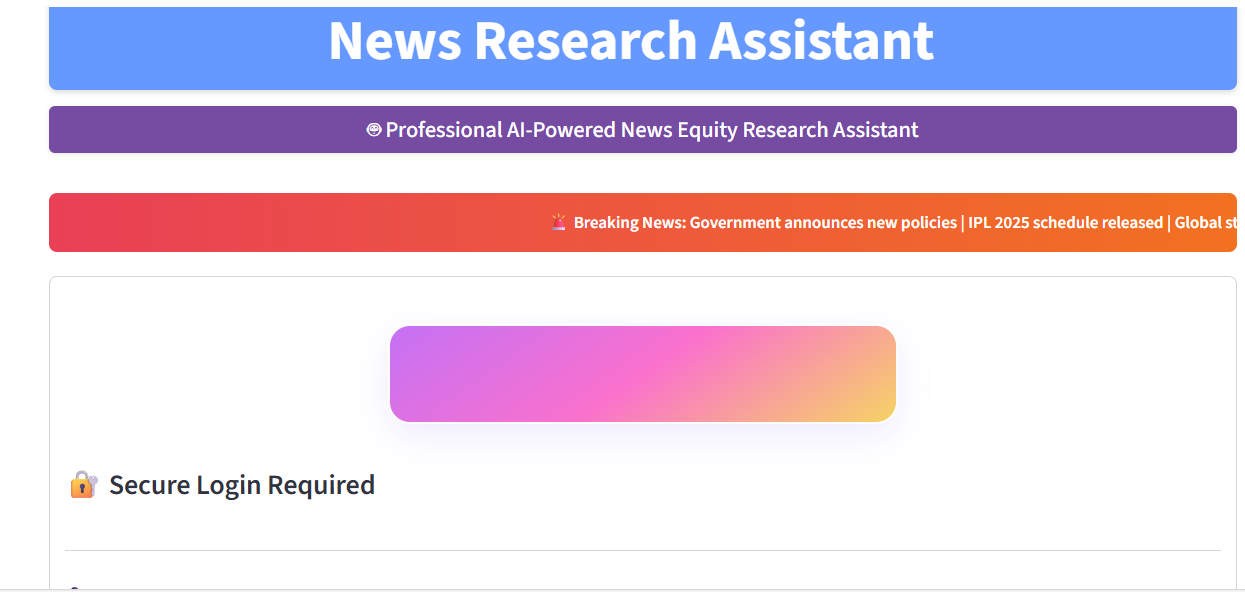 News Research Assistant
Professional AI-Powered News Equity Research Assistant
🚨 Breaking News: Government announces new policies | IPL 2025 schedule released | Global st
🔐 Secure Login Required